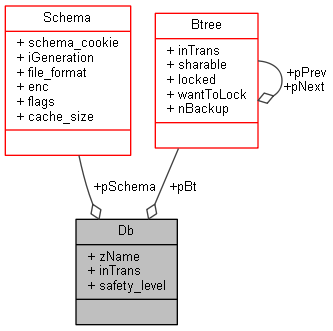 Schema
+ schema_cookie
+ iGeneration
+ file_format
+ enc
+ flags
+ cache_size
Btree
+ inTrans
+ sharable
+ locked
+ wantToLock
+ nBackup
+pPrev
+pNext
+pSchema
+pBt
Db
+ zName
+ inTrans
+ safety_level